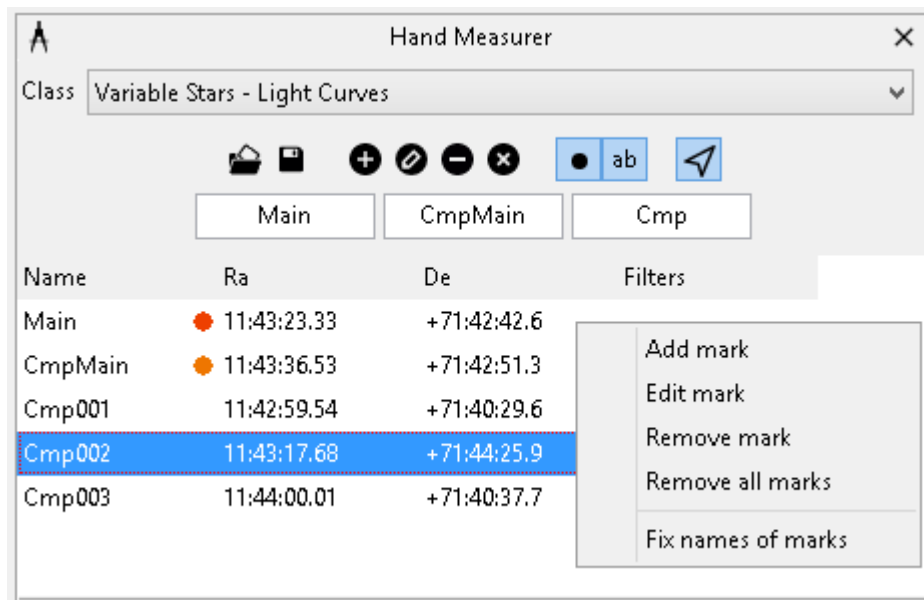 Hand Measurer
Class Variable Stars - Light Curves
ab
Main CmpMain Cmp
Name Ra De Filters
Main 11:43:23.33 +71:42:42.6
CmpMain 11:43:36.53 +71:42:51.3
Cmp001 11:42:59.54 +71:40:29.6
Cmp002 11:43:17.68 +71:44:25.9
Cmp003 11:44:00.01 +71:40:37.7
Add mark
Edit mark
Remove mark
Remove all marks
Fix names of marks